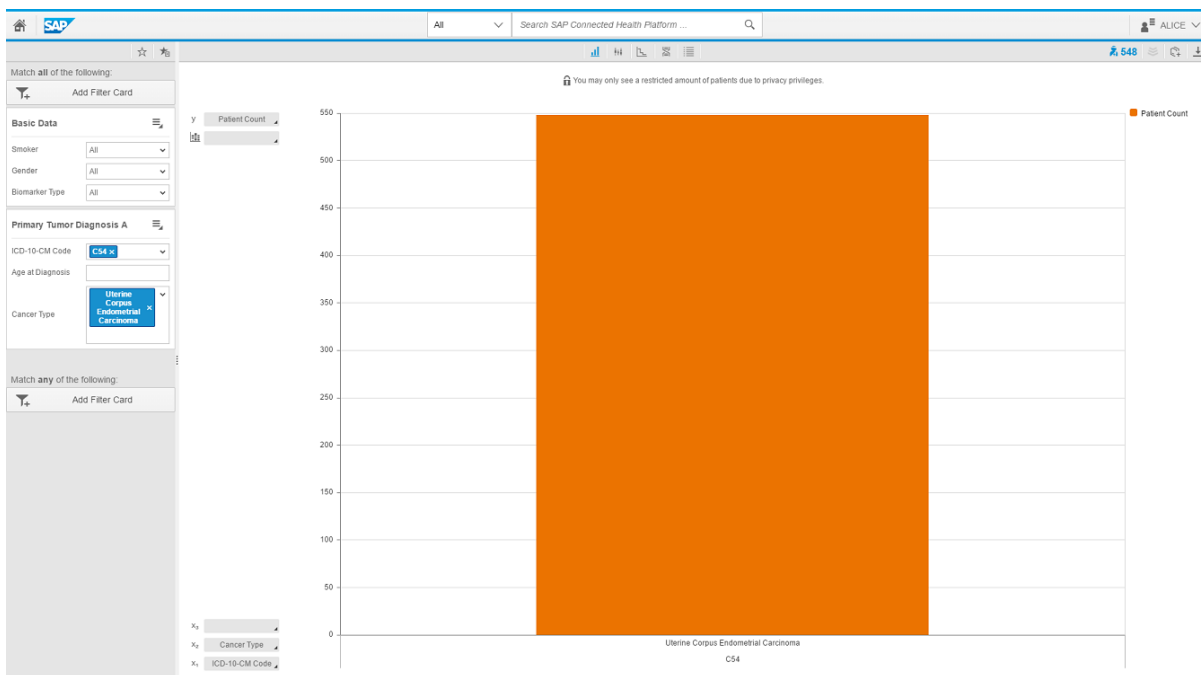 SAP
All
Search SAP Connected Health Platform ...
ALICE
548
Match all of the following:
Add Filter Card
You may only see a restricted amount of patients due to privacy privileges.
Basic Data
Smoker All
Gender All
Biomarker Type All
Primary Tumor Diagnosis A
ICD-10-CM Code C54 ×
Age at Diagnosis
Cancer Type
Uterine
Corpus
Endometrial
Carcinoma ×
Match any of the following:
Add Filter Card
y Patient Count
550
500
450
400
350
300
250
200
150
100
50
0
Patient Count
x₃
x₂ Cancer Type
x₁ ICD-10-CM Code
Uterine Corpus Endometrial Carcinoma
C54